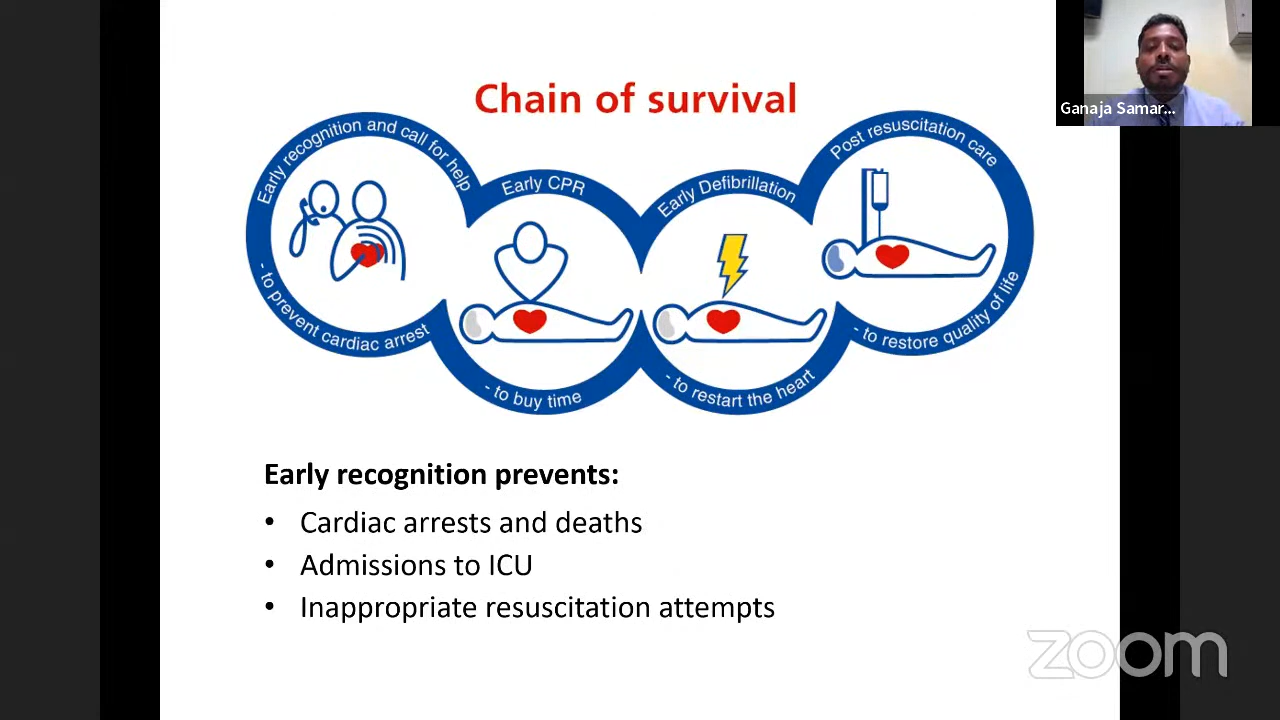 Chain of survival
Ganaja Samar...
Early recognition and call for help
- to prevent cardiac arrest
Early CPR
- to buy time
Early Defibrillation
- to restart the heart
Post resuscitation care
- to restore quality of life
Early recognition prevents:
• Cardiac arrests and deaths
• Admissions to ICU
• Inappropriate resuscitation attempts
zoom